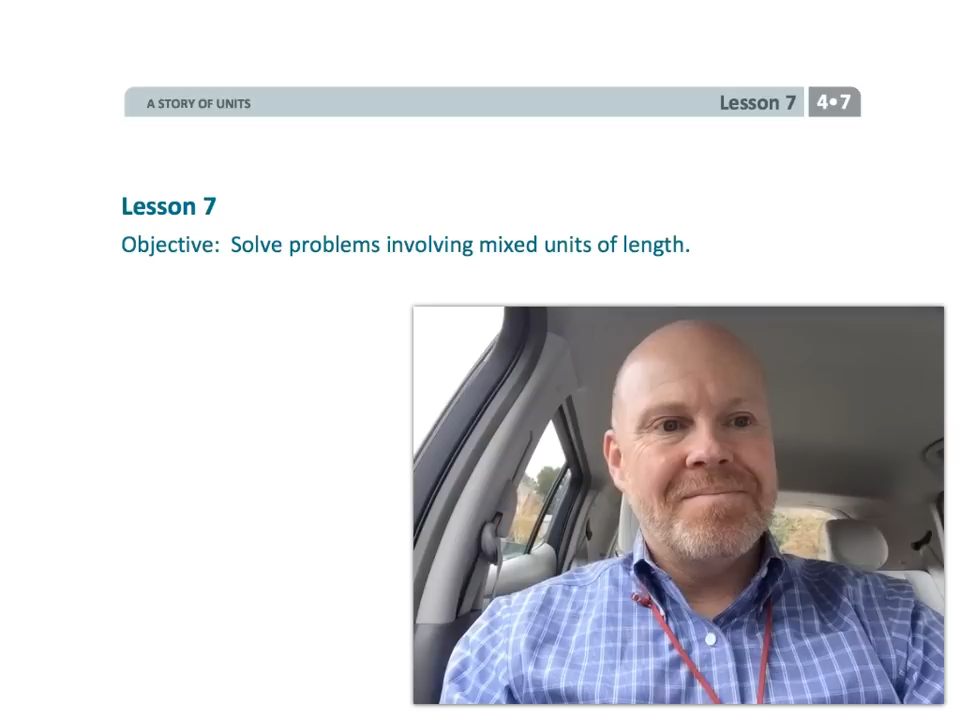 A STORY OF UNITS
Lesson 7
4•7
Lesson 7
Objective: Solve problems involving mixed units of length.